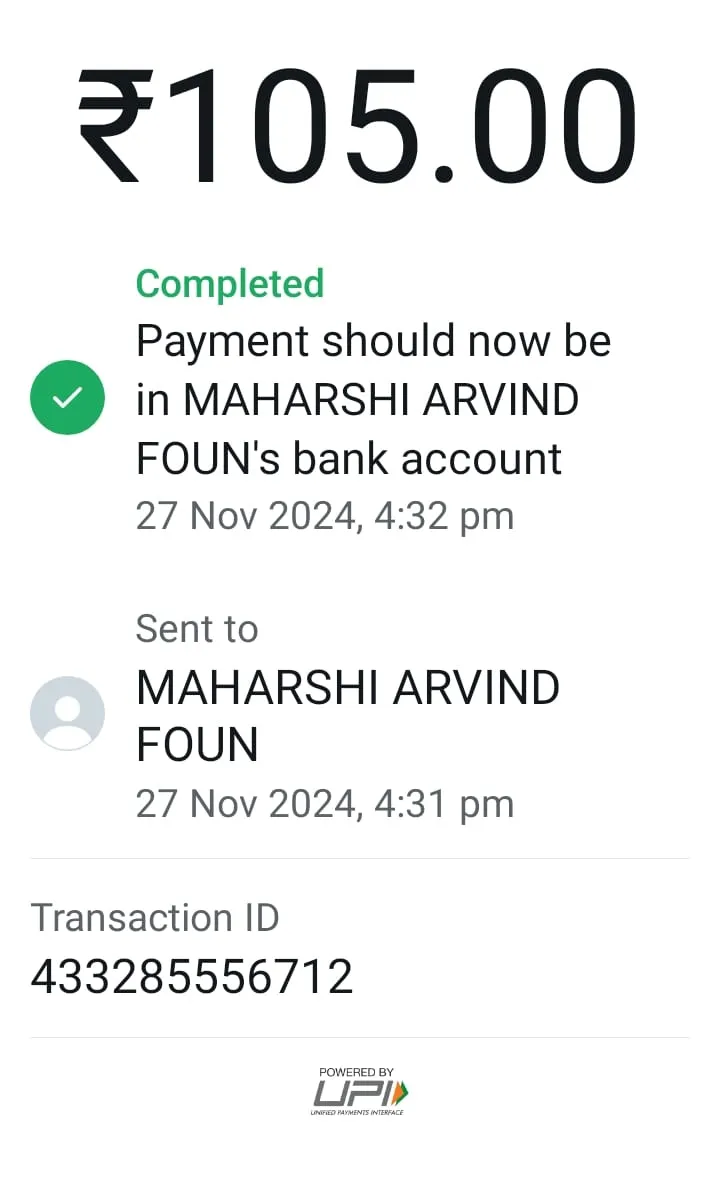 ₹105.00
Completed
Payment should now be
in MAHARSHI ARVIND
FOUN's bank account
27 Nov 2024, 4:32 pm
Sent to
MAHARSHI ARVIND
FOUN
27 Nov 2024, 4:31 pm
Transaction ID
433285556712
POWERED BY
UPI
UNIFIED PAYMENTS INTERFACE